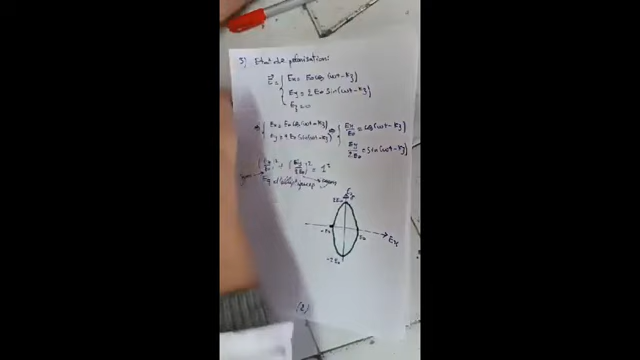 3) Etat de polarisation:
E⃗ = { Ex = E0 cos(ωt - kz)
Ey = 2 E0 sin(ωt - kz)
Ez = 0
{ Ex = E0 cos(ωt - kz) { Ex/E0 = cos(ωt - kz)
Ey = 2 E0 sin(ωt - kz) Ey/2E0 = sin(ωt - kz)
(Ex/E0)² + (Ey/2E0)² = 1²
Ey
2E0
-E0 E0 Ex
-2E0
(2)